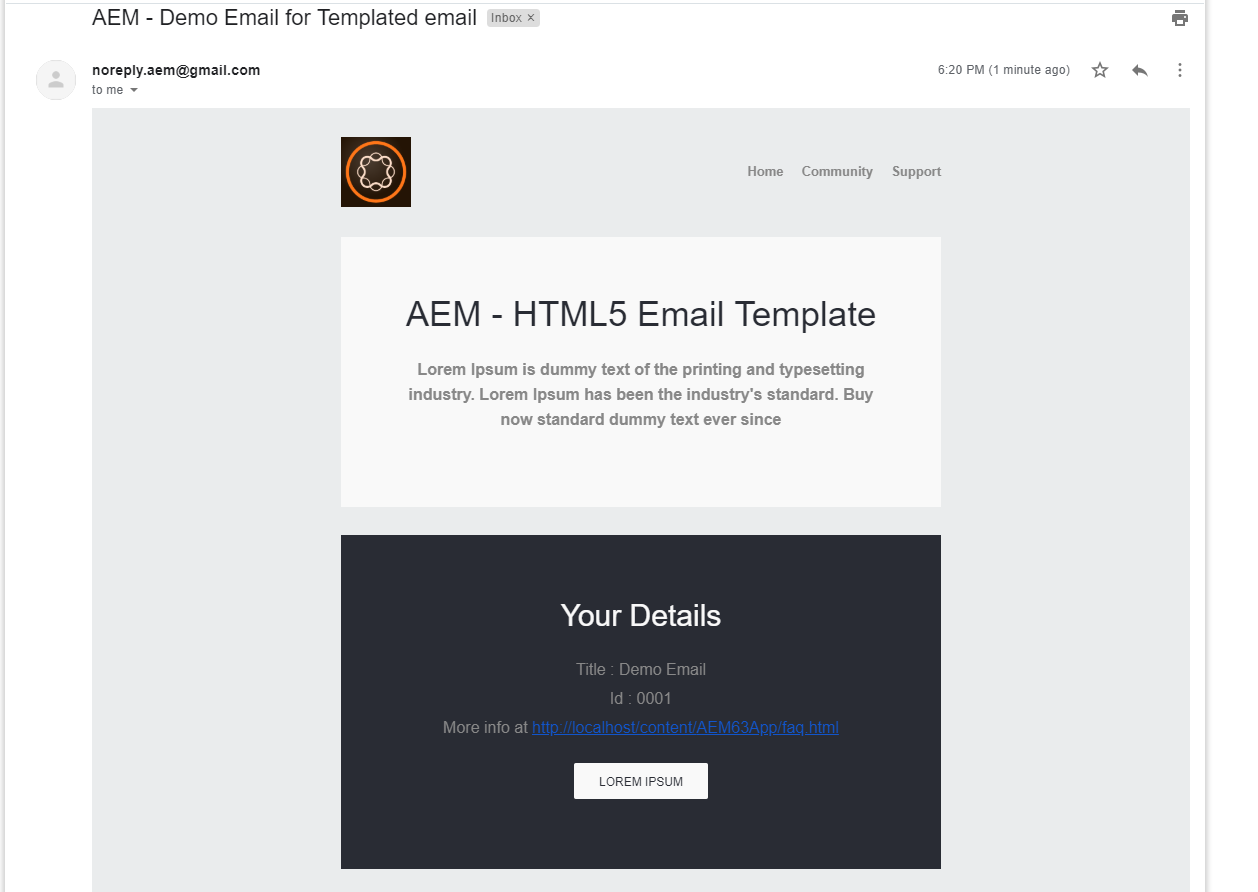 AEM - Demo Email for Templated email Inbox ×
noreply.aem@gmail.com 6:20 PM (1 minute ago)
to me
Home Community Support
AEM - HTML5 Email Template
Lorem Ipsum is dummy text of the printing and typesetting
industry. Lorem Ipsum has been the industry's standard. Buy
now standard dummy text ever since
Your Details
Title : Demo Email
Id : 0001
More info at http://localhost/content/AEM63App/faq.html
LOREM IPSUM